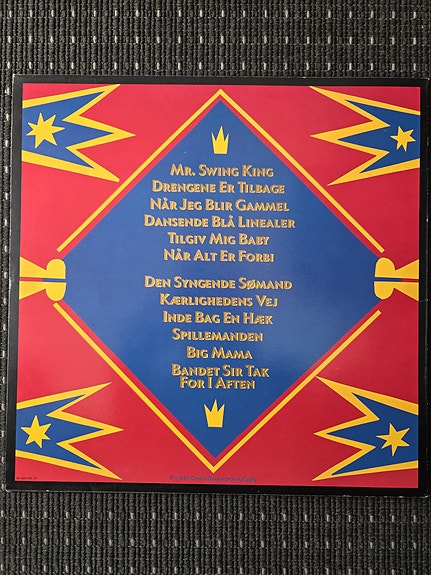 Mr. Swing King
Drengene Er Tilbage
Når Jeg Blir Gammel
Dansende Blå Linealer
Tilgiv Mig Baby
Når Alt Er Forbi
Den Syngende Sømand
Kærlighedens Vej
Inde Bag En Hæk
Spillemanden
Big Mama
Bandet Sir Tak
For I Aften